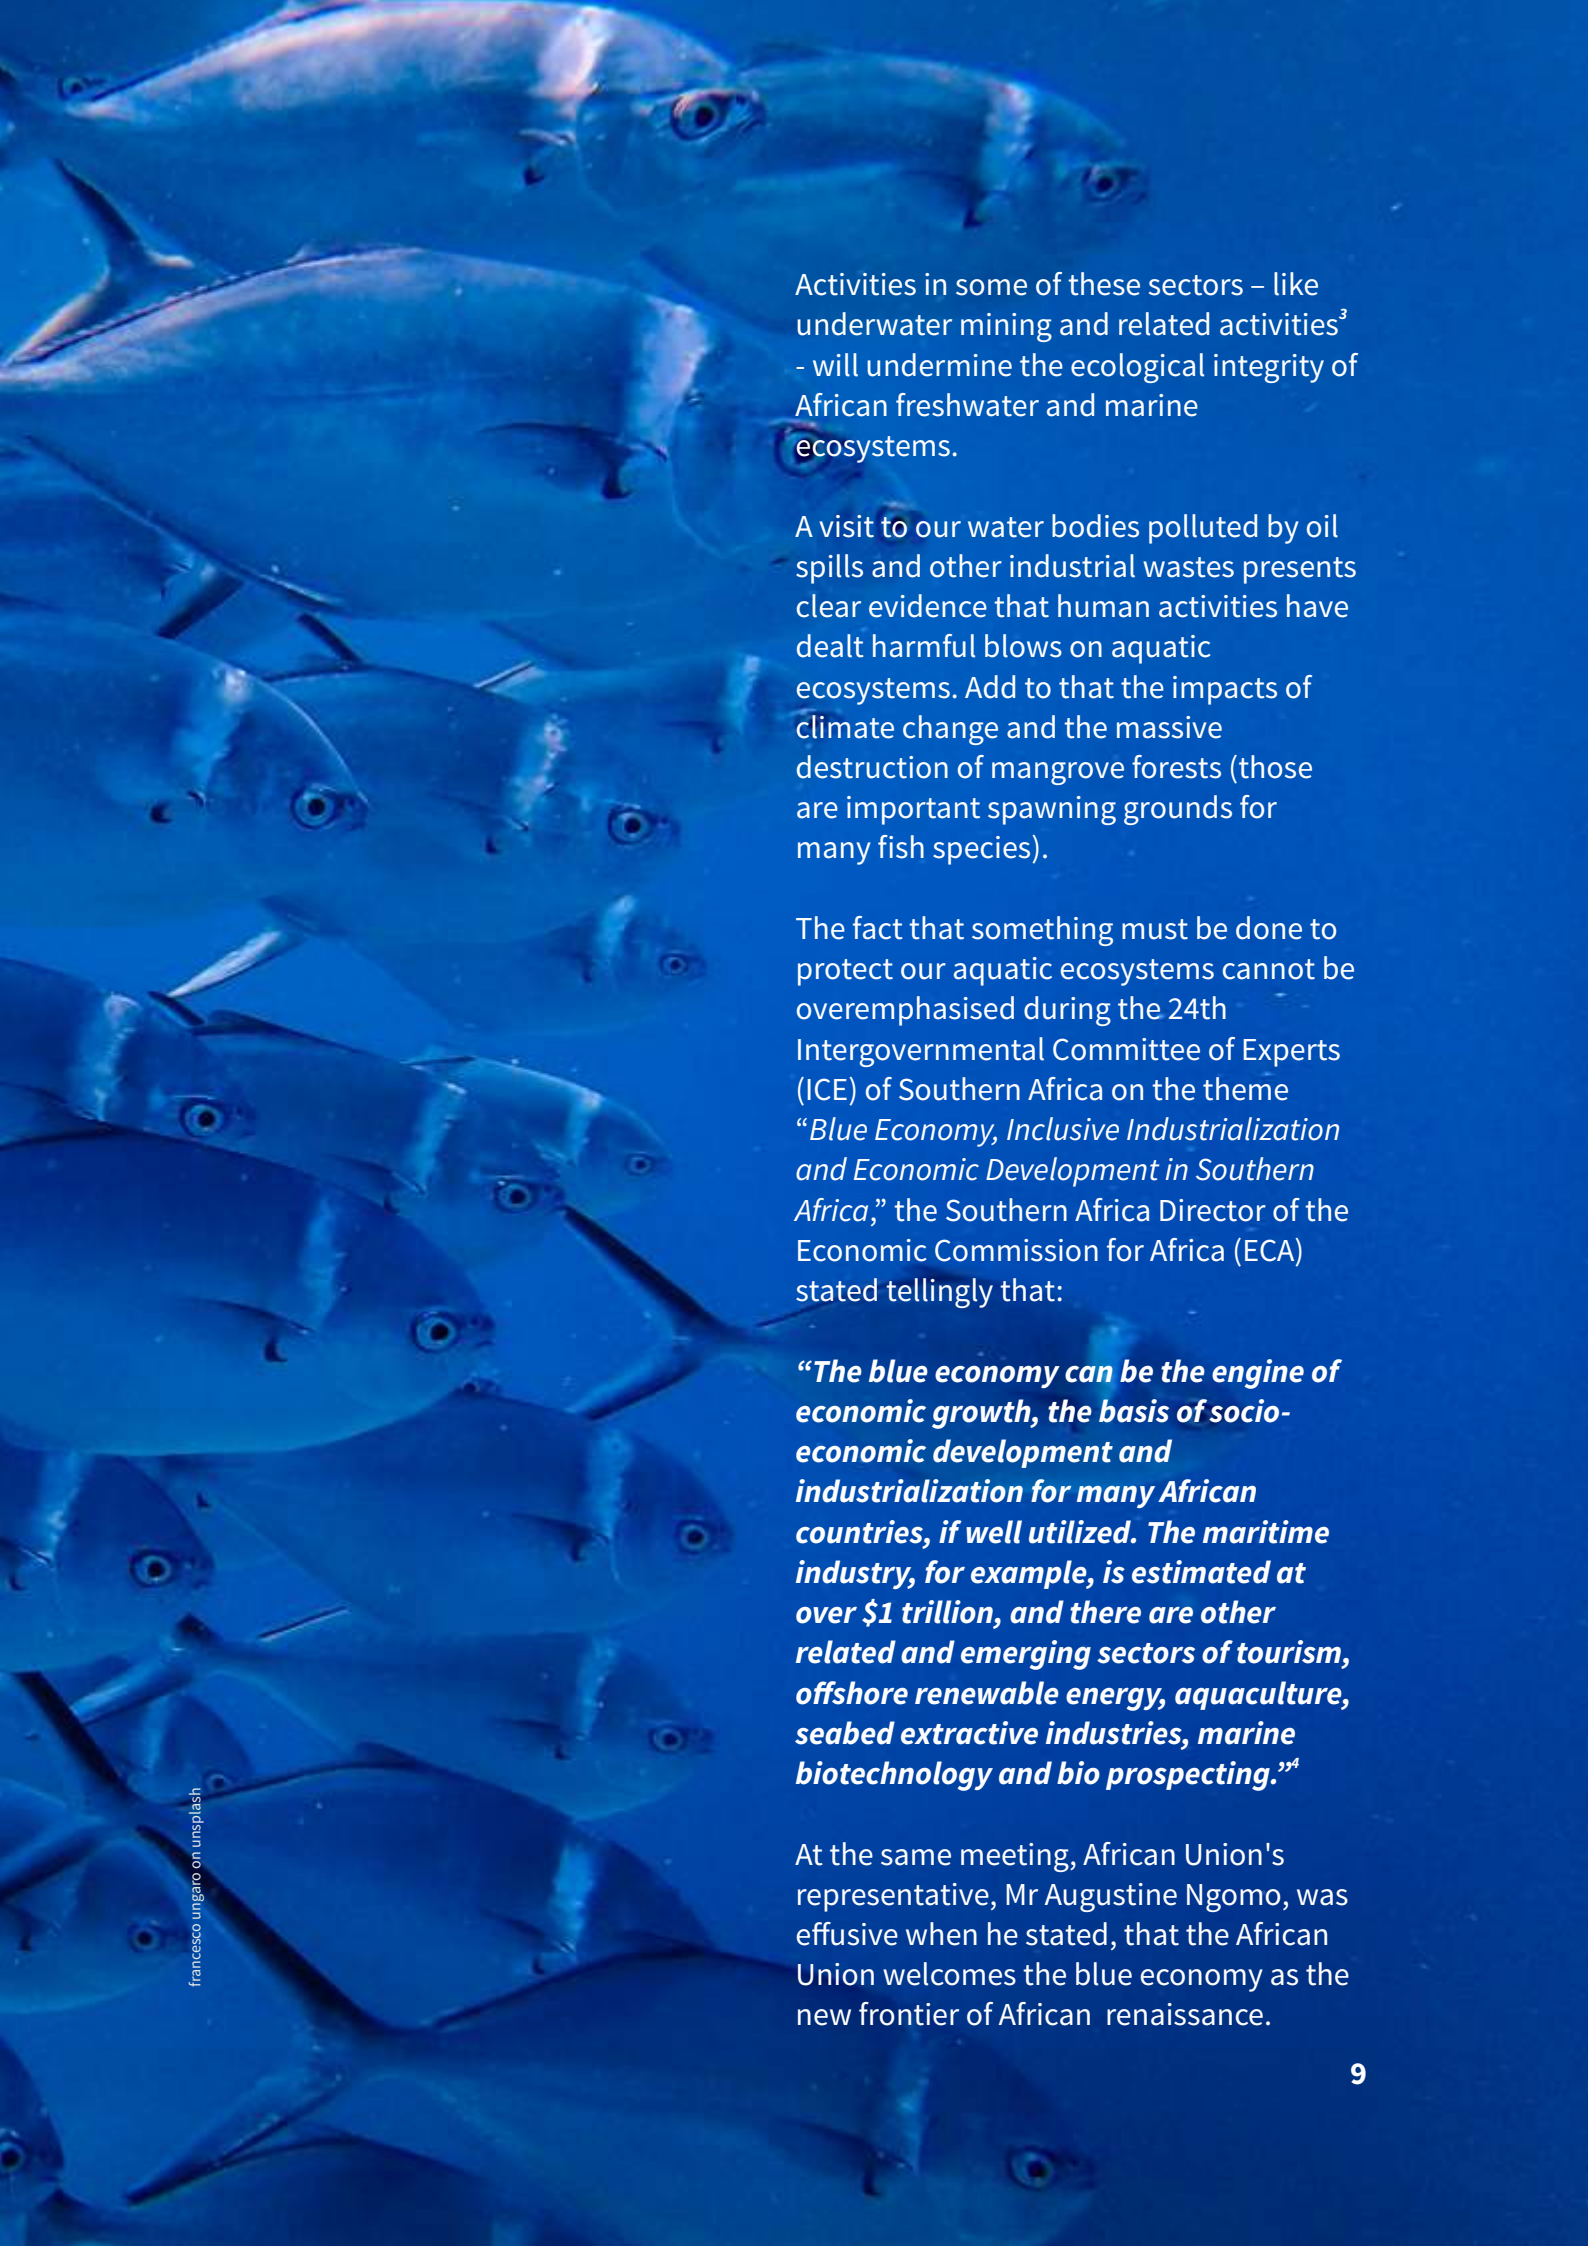 Activities in some of these sectors – like
underwater mining and related activities³
- will undermine the ecological integrity of
African freshwater and marine
ecosystems.
A visit to our water bodies polluted by oil
spills and other industrial wastes presents
clear evidence that human activities have
dealt harmful blows on aquatic
ecosystems. Add to that the impacts of
climate change and the massive
destruction of mangrove forests (those
are important spawning grounds for
many fish species).
The fact that something must be done to
protect our aquatic ecosystems cannot be
overemphasised during the 24th
Intergovernmental Committee of Experts
(ICE) of Southern Africa on the theme
“Blue Economy, Inclusive Industrialization
and Economic Development in Southern
Africa,” the Southern Africa Director of the
Economic Commission for Africa (ECA)
stated tellingly that:
“The blue economy can be the engine of
economic growth, the basis of socio-
economic development and
industrialization for many African
countries, if well utilized. The maritime
industry, for example, is estimated at
over $1 trillion, and there are other
related and emerging sectors of tourism,
offshore renewable energy, aquaculture,
seabed extractive industries, marine
biotechnology and bio prospecting.”⁴
At the same meeting, African Union's
representative, Mr Augustine Ngomo, was
effusive when he stated, that the African
Union welcomes the blue economy as the
new frontier of African  renaissance.
francesco ungaro on unsplash
9